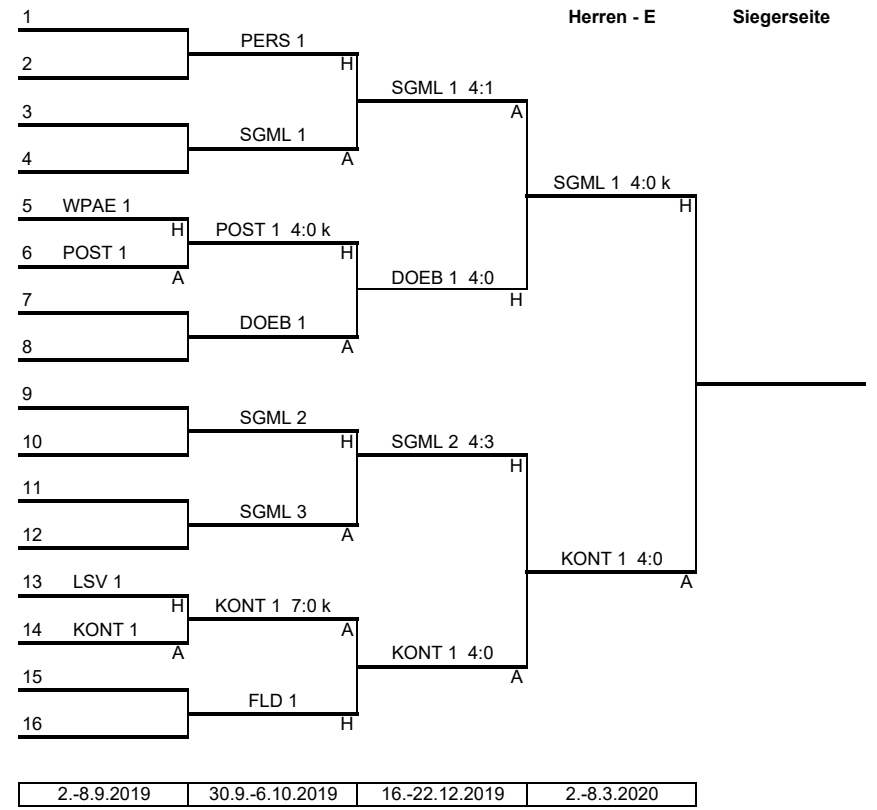 1
Herren - E
Siegerseite
PERS 1
H
2
SGML 1 4:1
A
3
SGML 1
A
4
SGML 1 4:0 k
H
5 WPAE 1
H
POST 1 4:0 k
H
6 POST 1
A
DOEB 1 4:0
H
7
DOEB 1
A
8
9
SGML 2
H
10
SGML 2 4:3
H
11
SGML 3
A
12
KONT 1 4:0
A
13 LSV 1
H
KONT 1 7:0 k
A
14 KONT 1
A
KONT 1 4:0
A
15
FLD 1
H
16
2.-8.9.2019
30.9.-6.10.2019
16.-22.12.2019
2.-8.3.2020